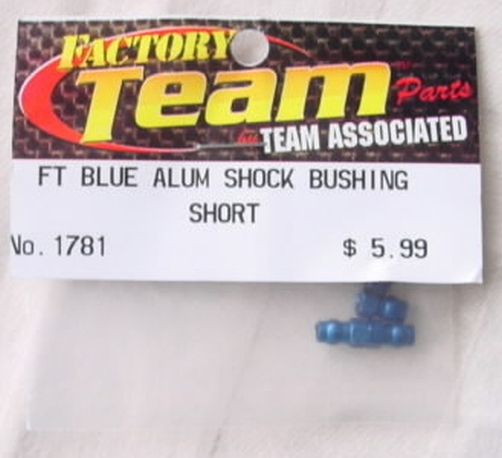 FACTORY
Team Parts
by TEAM ASSOCIATED
FT BLUE ALUM SHOCK BUSHING
SHORT
No. 1781 $ 5.99